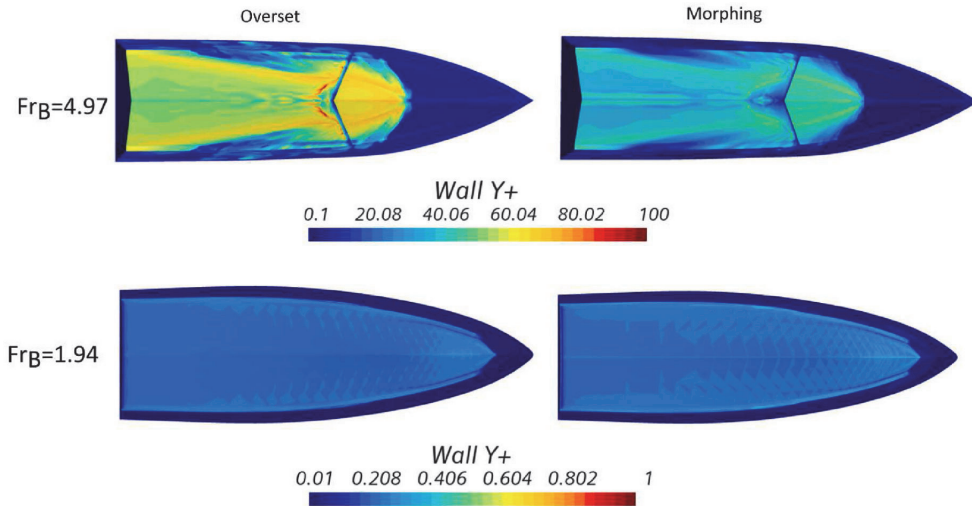 Overset Morphing
FrB=4.97
Wall Y+
0.1 20.08 40.06 60.04 80.02 100
FrB=1.94
Wall Y+
0.01 0.208 0.406 0.604 0.802 1